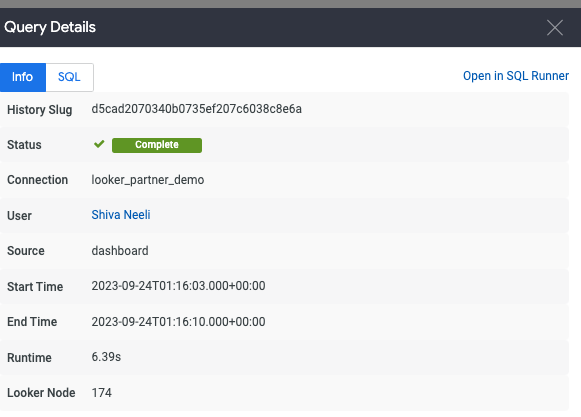 Query Details
Info SQL Open in SQL Runner
History Slug d5cad2070340b0735ef207c6038c8e6a
Status Complete
Connection looker_partner_demo
User Shiva Neeli
Source dashboard
Start Time 2023-09-24T01:16:03.000+00:00
End Time 2023-09-24T01:16:10.000+00:00
Runtime 6.39s
Looker Node 174